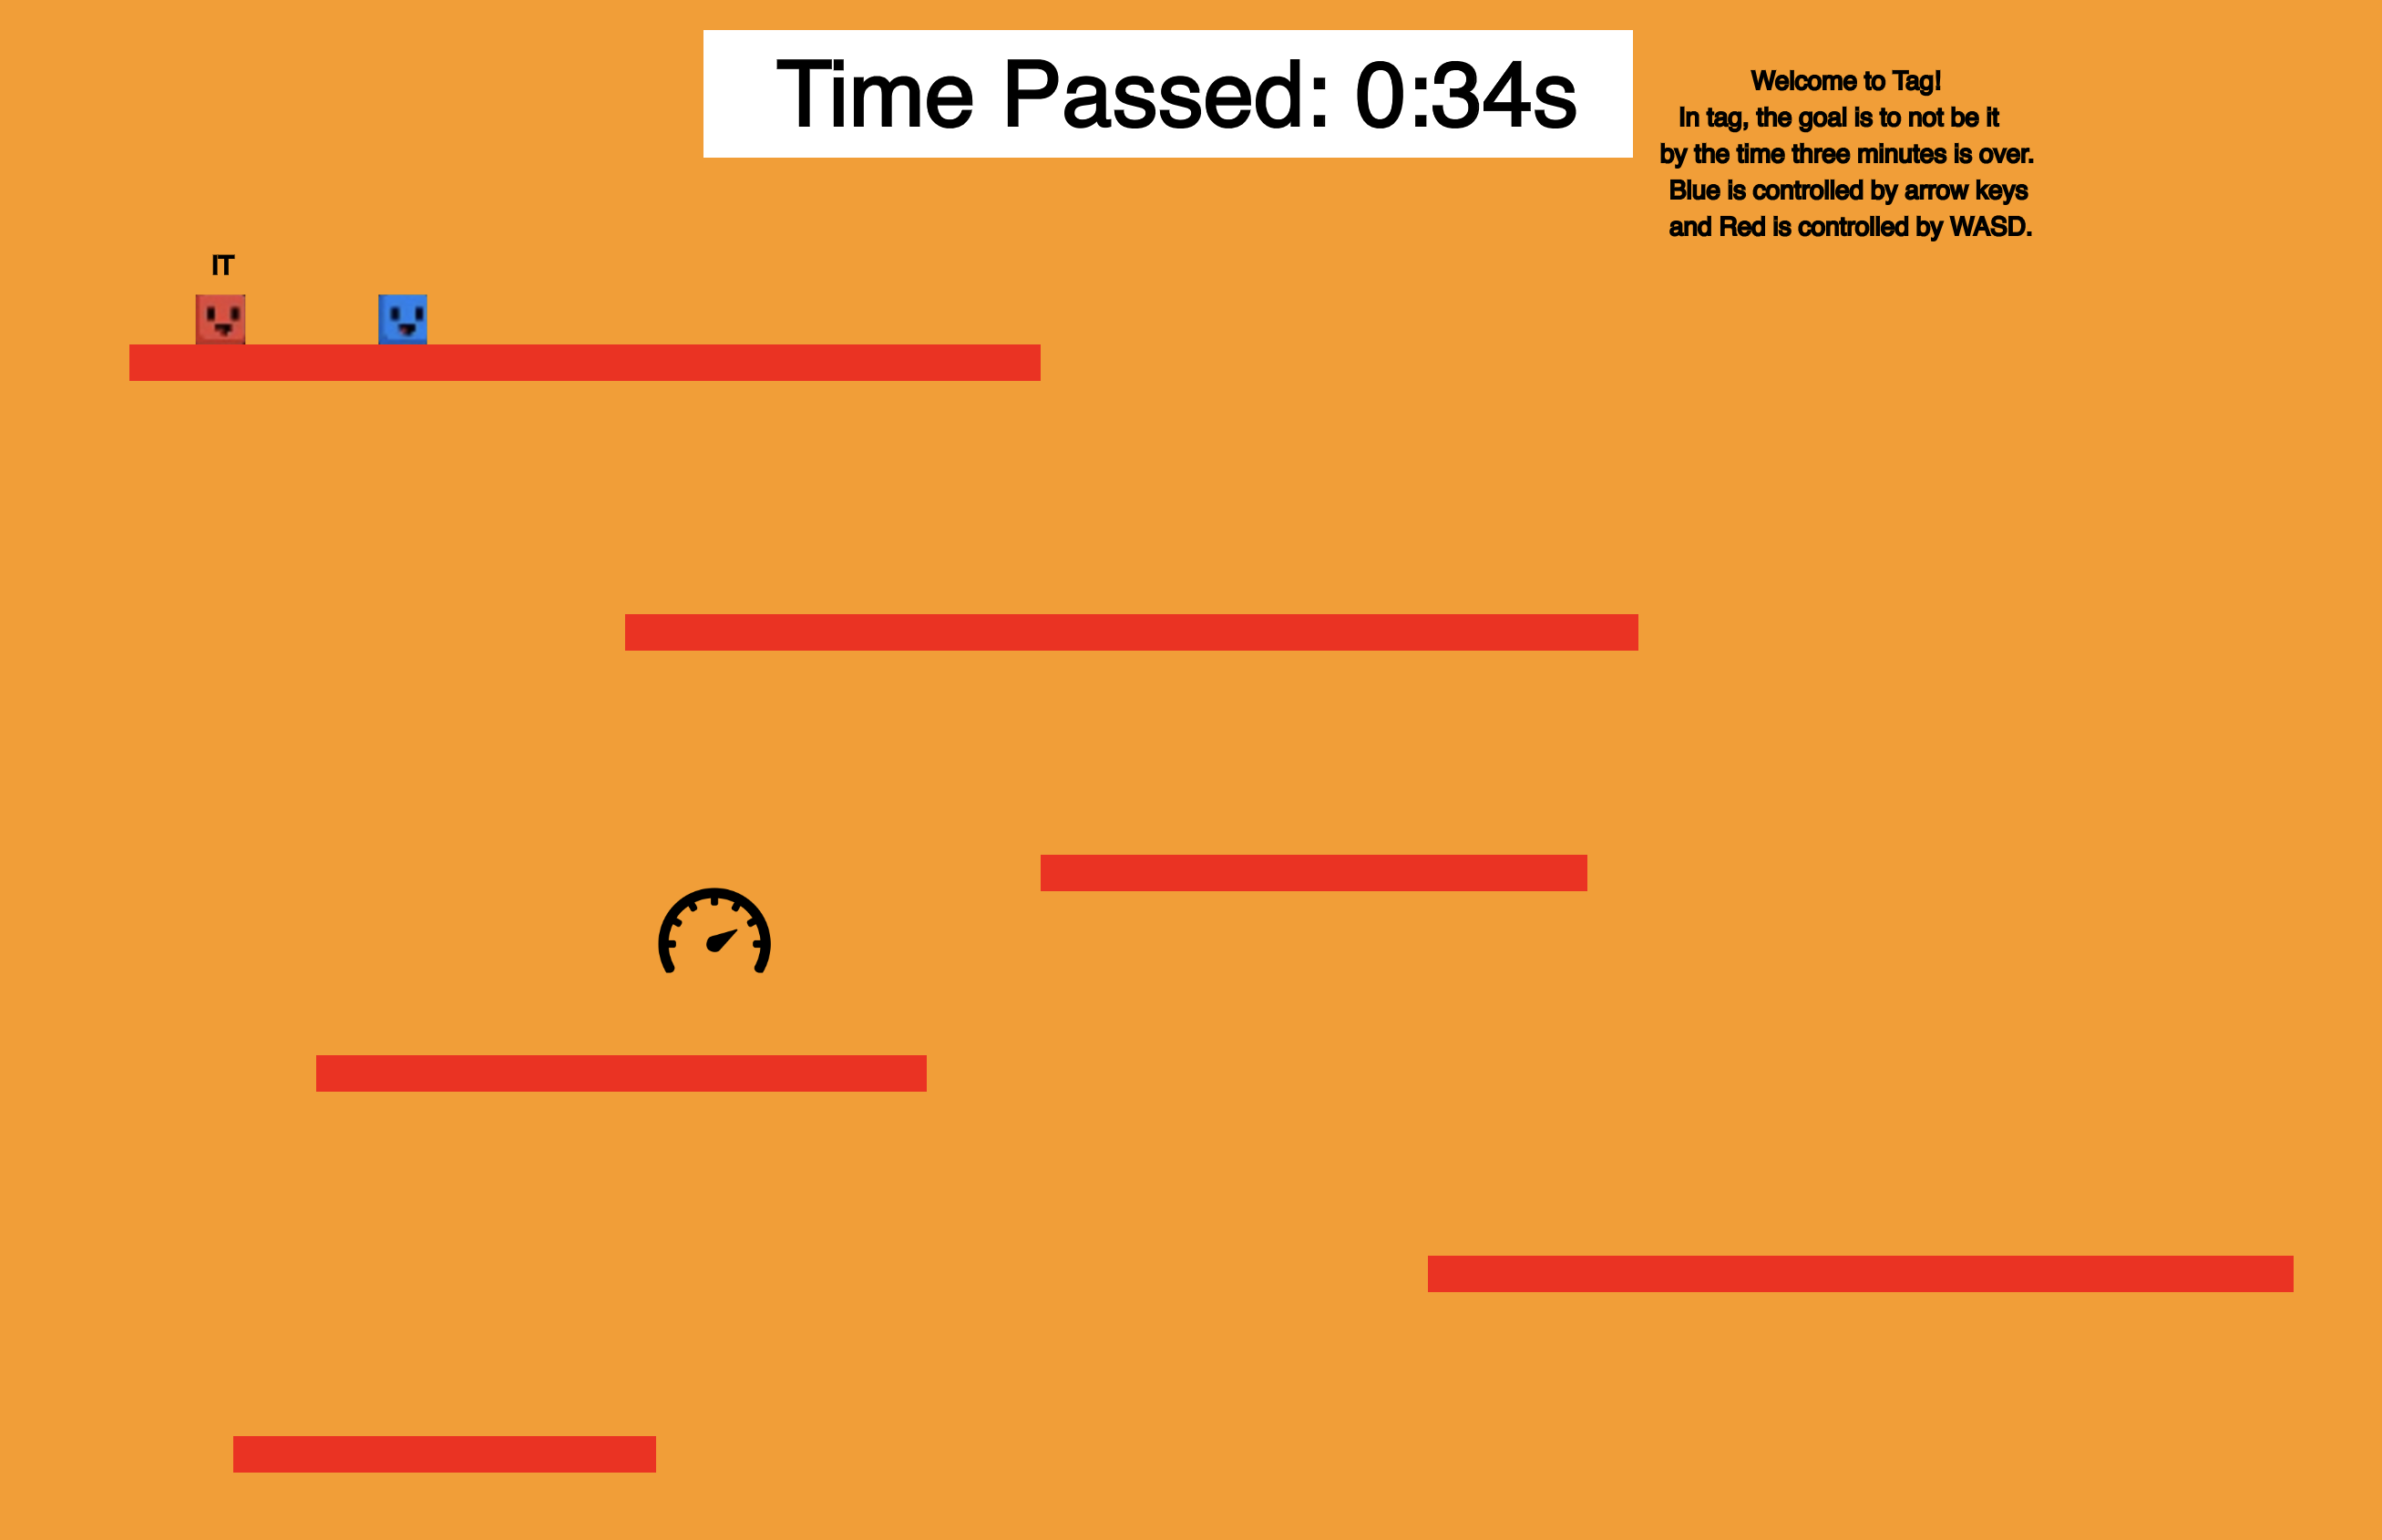 Time Passed: 0:34s
Welcome to Tag!
In tag, the goal is to not be it
by the time three minutes is over.
Blue is controlled by arrow keys
and Red is controlled by WASD.
IT